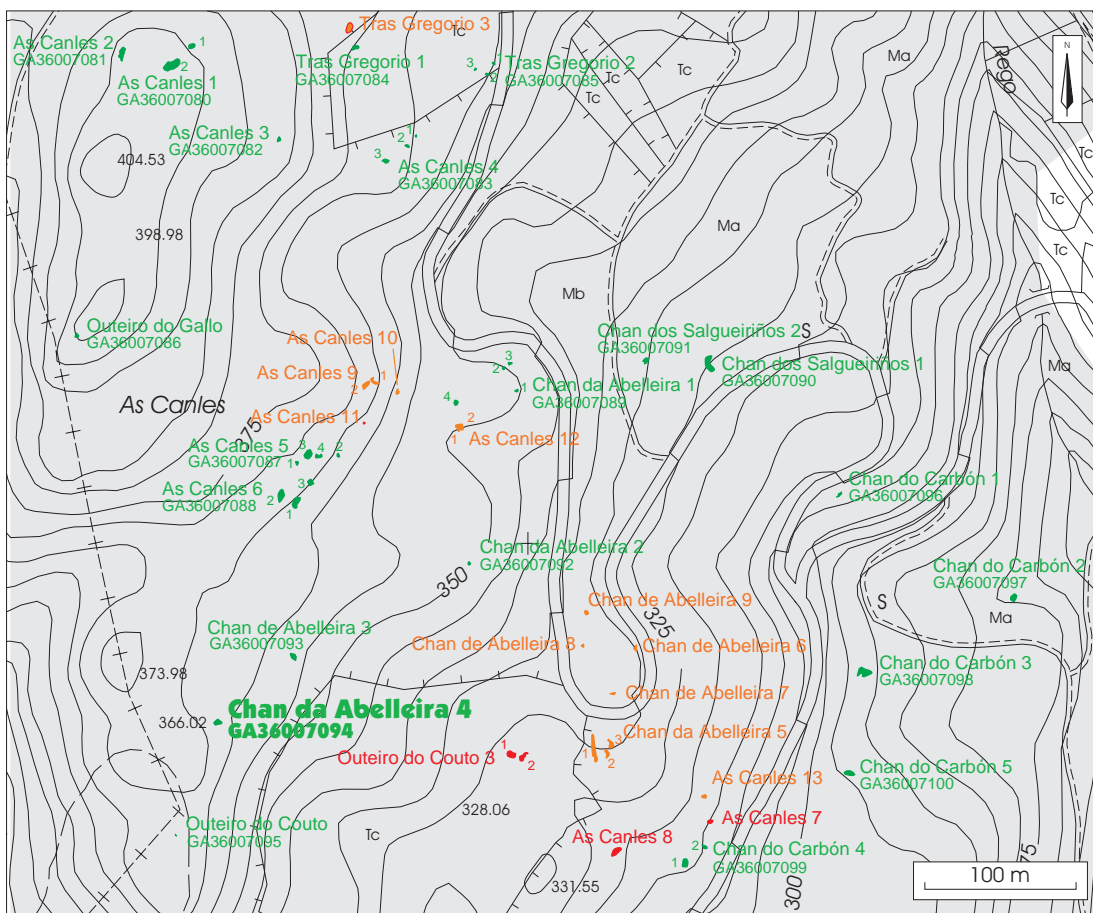 Tras Gregorio 3
Tc
As Canles 2
GA36007081
1
2
As Canles 1
GA36007080
Tras Gregorio 1
GA36007084
3
1
2
Tras Gregorio 2
GA36007085
Tc
Tc
Tc
Ma
Rego
N
As Canles 3
GA36007082
404.53
1
2
3
As Canles 4
GA36007083
Tc
Tc
Tc
Tc
398.98
Ma
Mb
Outeiro do Gallo
GA36007086
As Canles 10
1
As Canles 9
2
1
3
2
1
4
Chan da Abelleira 1
GA36007089
Chan dos Salgueiriños 2
GA36007091
S
Chan dos Salgueiriños 1
GA36007090
Ma
As Canles
375
As Canles 11
2
1
As Canles 12
As Canles 5
GA36007087
3
4
2
1
As Canles 6
GA36007088
3
2
1
Chan do Carbón 1
GA36007096
Chan da Abelleira 2
GA36007092
350
Chan do Carbón 2
GA36007097
S
Ma
Chan de Abelleira 9
325
Chan de Abelleira 3
GA36007093
Chan de Abelleira 8
Chan de Abelleira 6
373.98
Chan do Carbón 3
GA36007098
Chan de Abelleira 7
366.02
Chan da Abelleira 4
GA36007094
Chan da Abelleira 5
1
3
2
Outeiro do Couto 3
1
2
Chan do Carbón 5
GA36007100
As Canles 13
328.06
As Canles 7
Outeiro do Couto
GA36007095
Tc
As Canles 8
2
1
Chan do Carbón 4
GA36007099
331.55
300
75
100 m